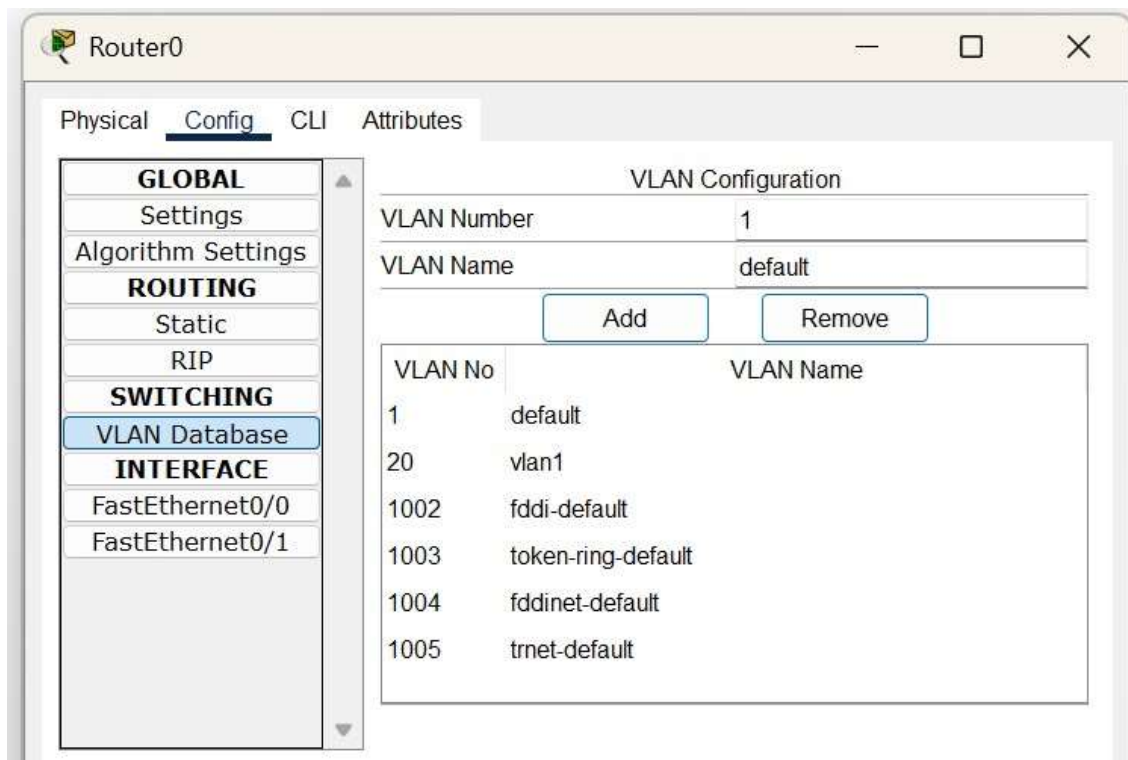 Router0
Physical Config CLI Attributes
GLOBAL
Settings
Algorithm Settings
ROUTING
Static
RIP
SWITCHING
VLAN Database
INTERFACE
FastEthernet0/0
FastEthernet0/1
VLAN Configuration
VLAN Number 1
VLAN Name default
Add Remove
VLAN No VLAN Name
1 default
20 vlan1
1002 fddi-default
1003 token-ring-default
1004 fddinet-default
1005 trnet-default